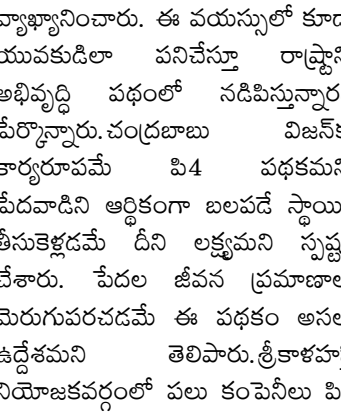 వ్యాఖ్యానించారు. ఈ వయస్సులో కూడ
యువకుడిలా పనిచేస్తూ రాష్ట్రాని
అభివృద్ధి పథంలో నడిపిస్తున్నార
పేర్కొన్నారు.చంద్రబాబు విజన్‌క
కార్యరూపమే పి4 పథకమని
పేదవాడిని ఆర్థికంగా బలపడే స్థాయి
తీసుకెళ్లడమే దీని లక్ష్యమని స్పష్ట
చేశారు. పేదల జీవన ప్రమాణాల
మెరుగుపరచడమే ఈ పథకం అసల
ఉద్దేశమని తెలిపారు.శ్రీకాళహస్
నియోజకవర్గంలో పలు కంపెనీలు పి